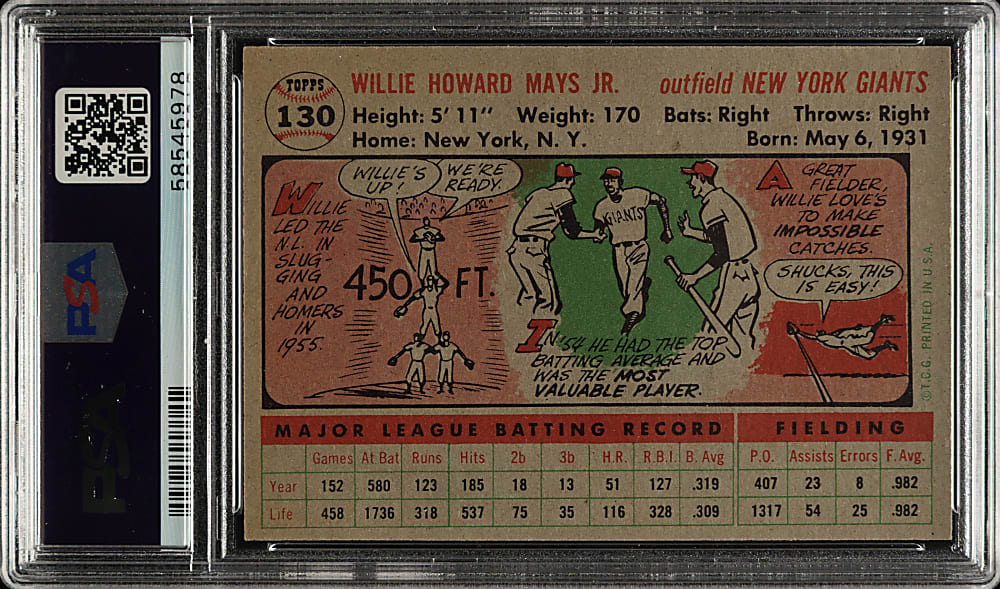 58545978
PSA
PSA
TOPPS
130
WILLIE HOWARD MAYS JR. outfield NEW YORK GIANTS
Height: 5' 11" Weight: 170 Bats: Right Throws: Right
Home: New York, N. Y. Born: May 6, 1931
WILLIE'S
UP!
WE'RE
READY.
WILLIE
LED THE
N.L. IN
SLUG-
GING
AND
HOMERS
IN
1955.
450 FT.
GIANTS
IN '54 HE HAD THE TOP
BATTING AVERAGE AND
WAS THE MOST
VALUABLE PLAYER.
A GREAT
FIELDER,
WILLIE LOVE'S
TO MAKE
IMPOSSIBLE
CATCHES.
SHUCKS, THIS
IS EASY!
©T.C.G. PRINTED IN U.S.A.
MAJOR LEAGUE BATTING RECORD FIELDING
Games At Bat Runs Hits 2b 3b H.R. R.B.I. B. Avg P.O. Assists Errors F. Avg.
Year 152 580 123 185 18 13 51 127 .319 407 23 8 .982
Life 458 1736 318 537 75 35 116 328 .309 1317 54 25 .982